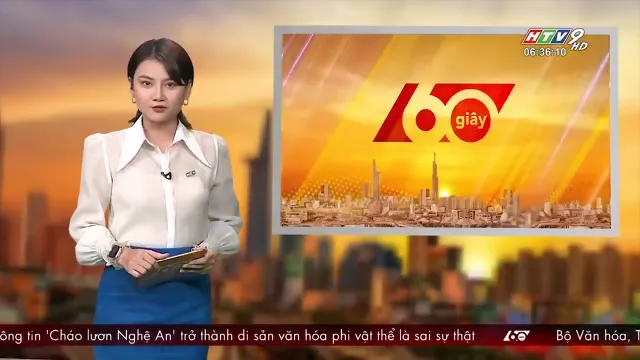 HTV9
HD
06:36:10
60
giây
ông tin 'Cháo lươn Nghệ An' trở thành di sản văn hóa phi vật thể là sai sự thật
60
Bộ Văn hóa, T